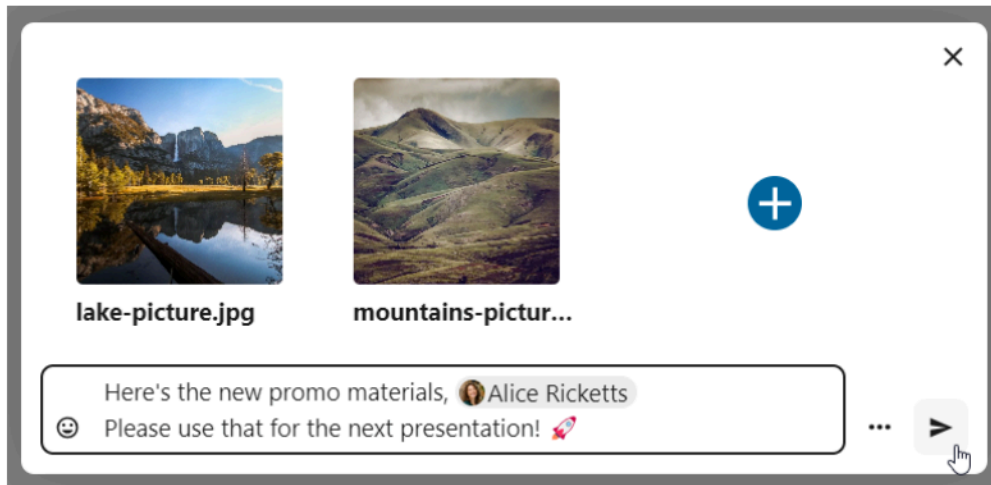 lake-picture.jpg
mountains-pictur...
Here's the new promo materials, Alice Ricketts
Please use that for the next presentation! 🚀